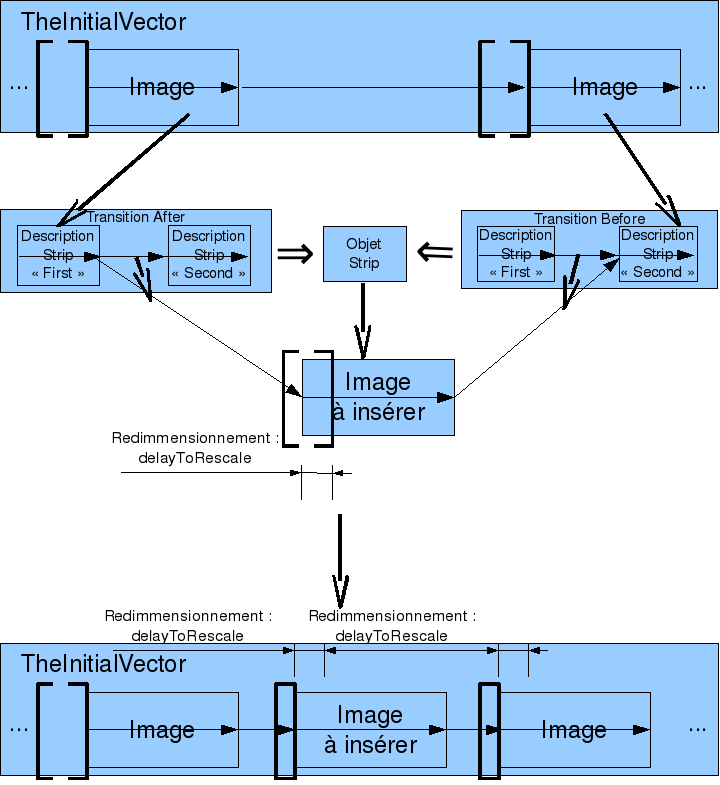 TheInitialVector
... Image Image ...
Transition After
Description
Strip
« First »
Description
Strip
« Second »
Objet
Strip
Transition Before
Description
Strip
« First »
Description
Strip
« Second »
Image
à insérer
Redimmensionnement :
delayToRescale
Redimmensionnement :
delayToRescale
Redimmensionnement :
delayToRescale
TheInitialVector
... Image
Image
à insérer
Image ...